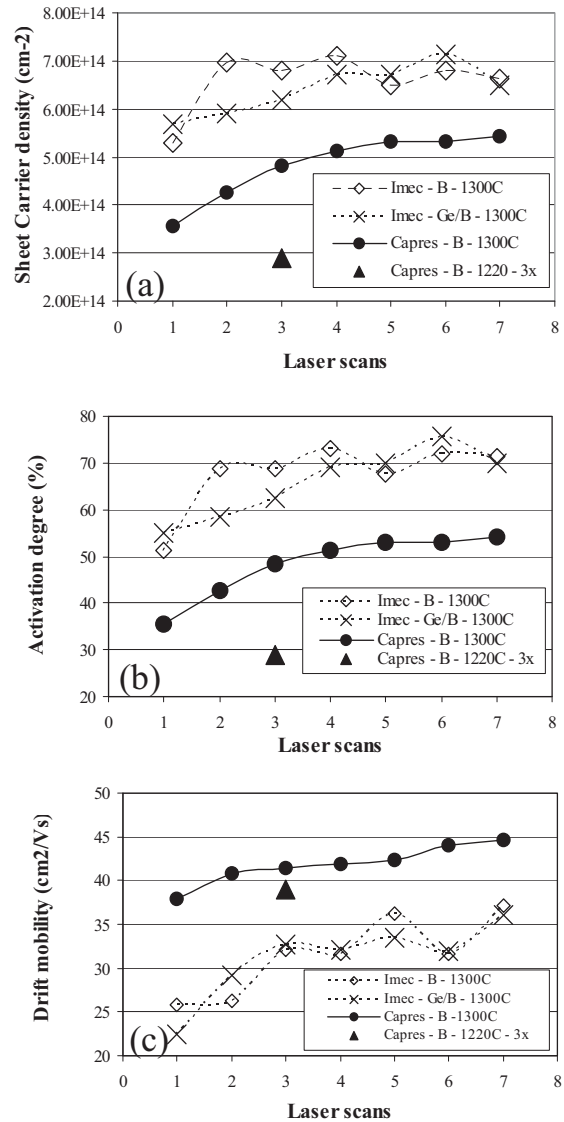 8.00E+14
7.00E+14
6.00E+14
5.00E+14
4.00E+14
3.00E+14
2.00E+14
Sheet Carrier density (cm-2)
Imec - B - 1300C
Imec - Ge/B - 1300C
Capres - B - 1300C
Capres - B - 1220 - 3x
(a)
0 1 2 3 4 5 6 7 8
Laser scans
80
70
60
50
40
30
20
Activation degree (%)
Imec - B - 1300C
Imec - Ge/B - 1300C
Capres - B - 1300C
Capres - B - 1220C - 3x
(b)
0 1 2 3 4 5 6 7 8
Laser scans
50
45
40
35
30
25
20
Drift mobility (cm2/Vs)
Imec - B - 1300C
Imec - Ge/B - 1300C
Capres - B -1300C
Capres - B - 1220C - 3x
(c)
0 1 2 3 4 5 6 7 8
Laser scans